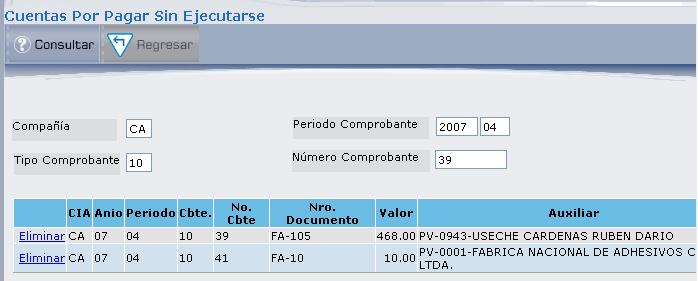 Cuentas Por Pagar Sin Ejecutarse
Consultar Regresar
Compañía CA Periodo Comprobante 2007 04
Tipo Comprobante 10 Número Comprobante 39
CIA Anio Periodo Cbte. No. Cbte Nro. Documento Valor Auxiliar
Eliminar CA 07 04 10 39 FA-105 468.00 PV-0943-USECHE CARDENAS RUBEN DARIO
Eliminar CA 07 04 10 41 FA-10 10.00 PV-0001-FABRICA NACIONAL DE ADHESIVOS C
LTDA.